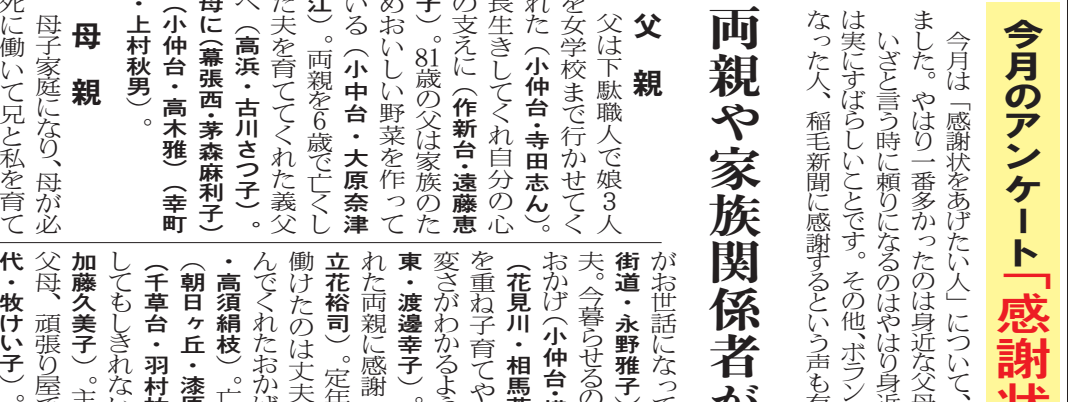 今月のアンケート「感謝状
今月は「感謝状をあげたい人」について、
ました。やはり一番多かったのは身近な父母
いざと言う時に頼りになるのはやはり身近
は実にすばらしいことです。その他、ボラン
なった人、稲毛新聞に感謝するという声も有
両親や家族関係者が
父親
父は下駄職人で娘3人
を女学校まで行かせてく
れた（小仲台・寺田志ん）。
長生きしてくれ自分の心
の支えに（作新台・遠藤恵
子）。81歳の父は家族のた
めおいしい野菜を作って
いる（小中台・大原奈津
江）。両親を6歳で亡くし
た夫を育ててくれた義父
へ（高浜・古川さつ子）。
母に（幕張西・茅森麻利子）
（小仲台・高木雅）（幸町
・上村秋男）。
母親
母子家庭になり、母が必
死に働いて兄と私を育て
がお世話になって
街道・永野雅子）
夫。今暮らせるの
おかげ（小仲台・
（花見川・相馬
を重ね子育てや
変さがわかるよう
東・渡邊幸子）。
れた両親に感謝
立花裕司）。定年
働けたのは丈夫
んでくれたおかげ
・高須絹枝）。亡
（朝日ヶ丘・漆原
（千草台・羽村
してもしきれない
加藤久美子）。主
父母、頑張り屋で
代・牧けい子）。